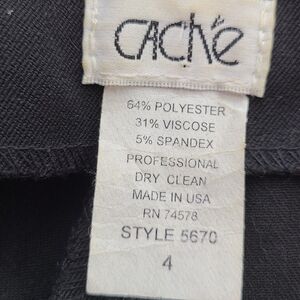 CACHÉ
64% POLYESTER
31% VISCOSE
5% SPANDEX
PROFESSIONAL
DRY CLEAN
MADE IN USA
RN 74578
STYLE 5670
4